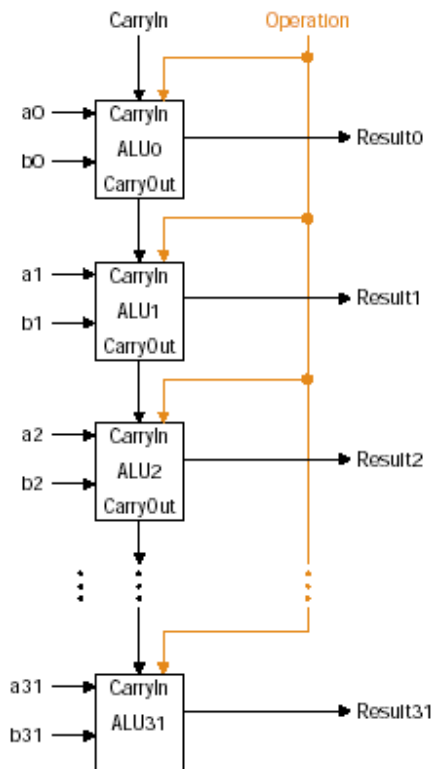 CarryIn Operation
a0 CarryIn
ALU0 Result0
b0
CarryOut
a1 CarryIn
ALU1 Result1
b1
CarryOut
a2 CarryIn
ALU2 Result2
b2
CarryOut
a31 CarryIn
ALU31 Result31
b31